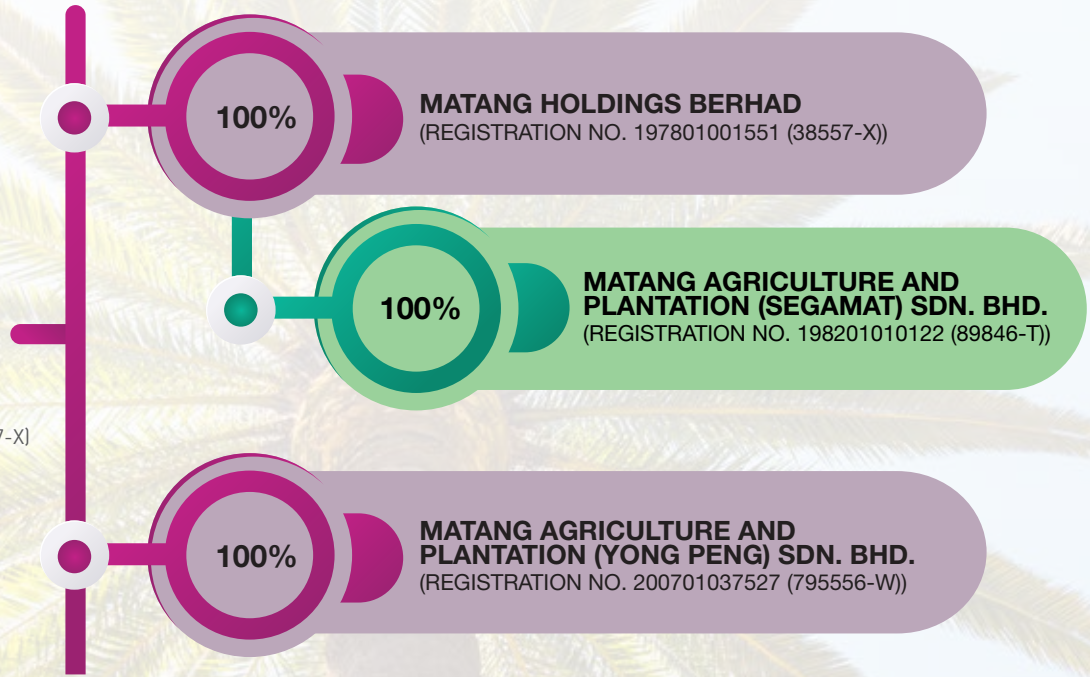 100%
MATANG HOLDINGS BERHAD
(REGISTRATION NO. 197801001551 (38557-X))
100%
MATANG AGRICULTURE AND
PLANTATION (SEGAMAT) SDN. BHD.
(REGISTRATION NO. 198201010122 (89846-T))
7-X)
100%
MATANG AGRICULTURE AND
PLANTATION (YONG PENG) SDN. BHD.
(REGISTRATION NO. 200701037527 (795556-W))